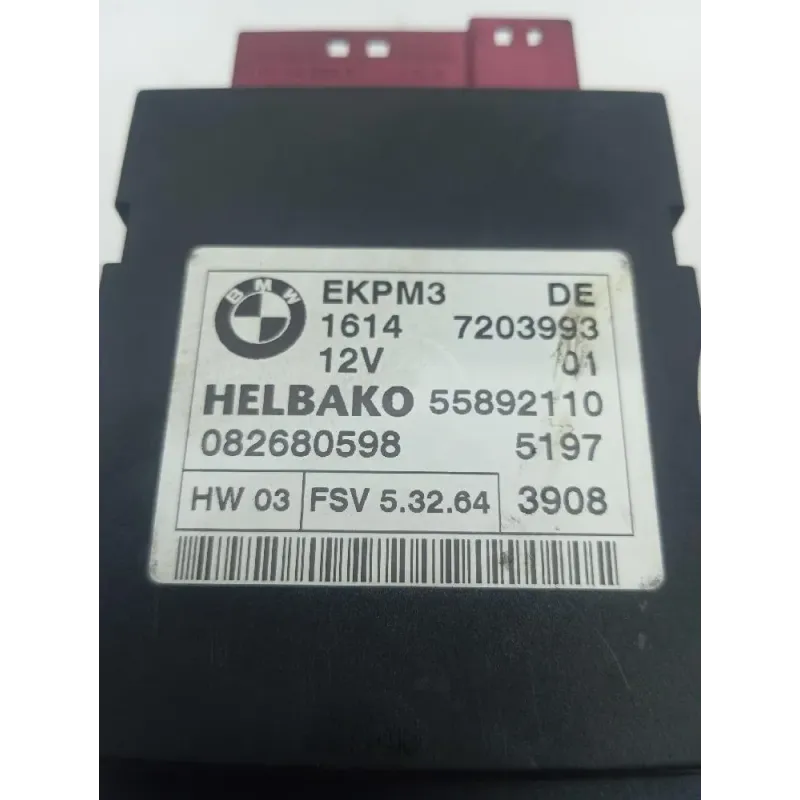 BMW
EKPM3 DE
1614 7203993
12V 01
HELBAKO 55892110
082680598 5197
HW 03 FSV 5.32.64 3908